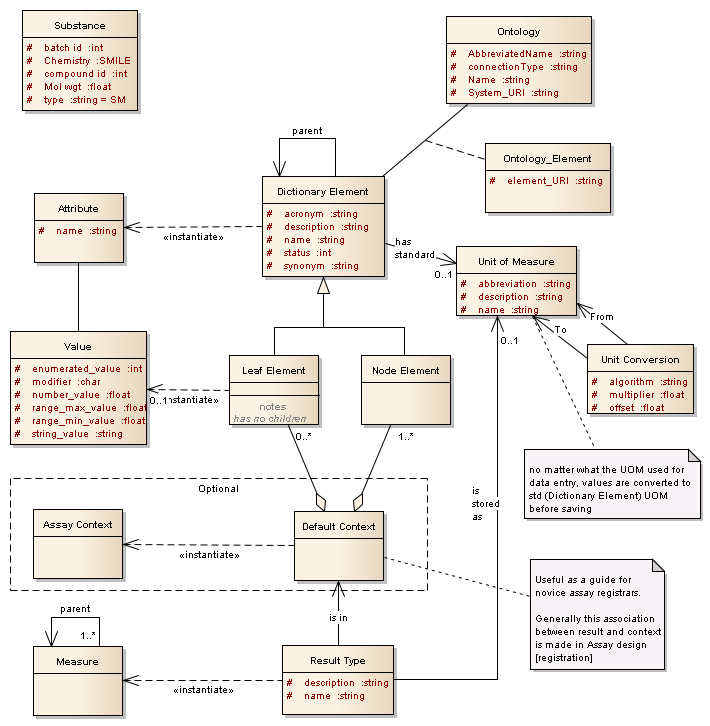 Substance
# batch id :int
# Chemistry :SMILE
# compound id :int
# Mol wgt :float
# type :string = SM
Ontology
# AbbreviatedName :string
# connectionType :string
# Name :string
# System_URI :string
Ontology_Element
# element_URI :string
parent
Dictionary Element
# acronym :string
# description :string
# name :string
# status :int
# synonym :string
Attribute
# name :string
«instantiate»
has
standard
0..1
Unit of Measure
# abbreviation :string
# description :string
# name :string
0..1
To
From
Unit Conversion
# algorithm :string
# multiplier :float
# offset :float
Value
# enumerated_value :int
# modifier :char
# number_value :float
# range_max_value :float
# range_min_value :float
# string_value :string
0..1
«instantiate»
Leaf Element
notes
has no children
0..*
Node Element
1..*
no matter what the UOM used for
data entry, values are converted to
std (Dictionary Element) UOM
before saving
Optional
Assay Context
«instantiate»
Default Context
is
stored
as
Useful as a guide for
novice assay registrars.
Generally this association
between result and context
is made in Assay design
[registration]
is in
parent
1..*
Measure
«instantiate»
Result Type
# description :string
# name :string